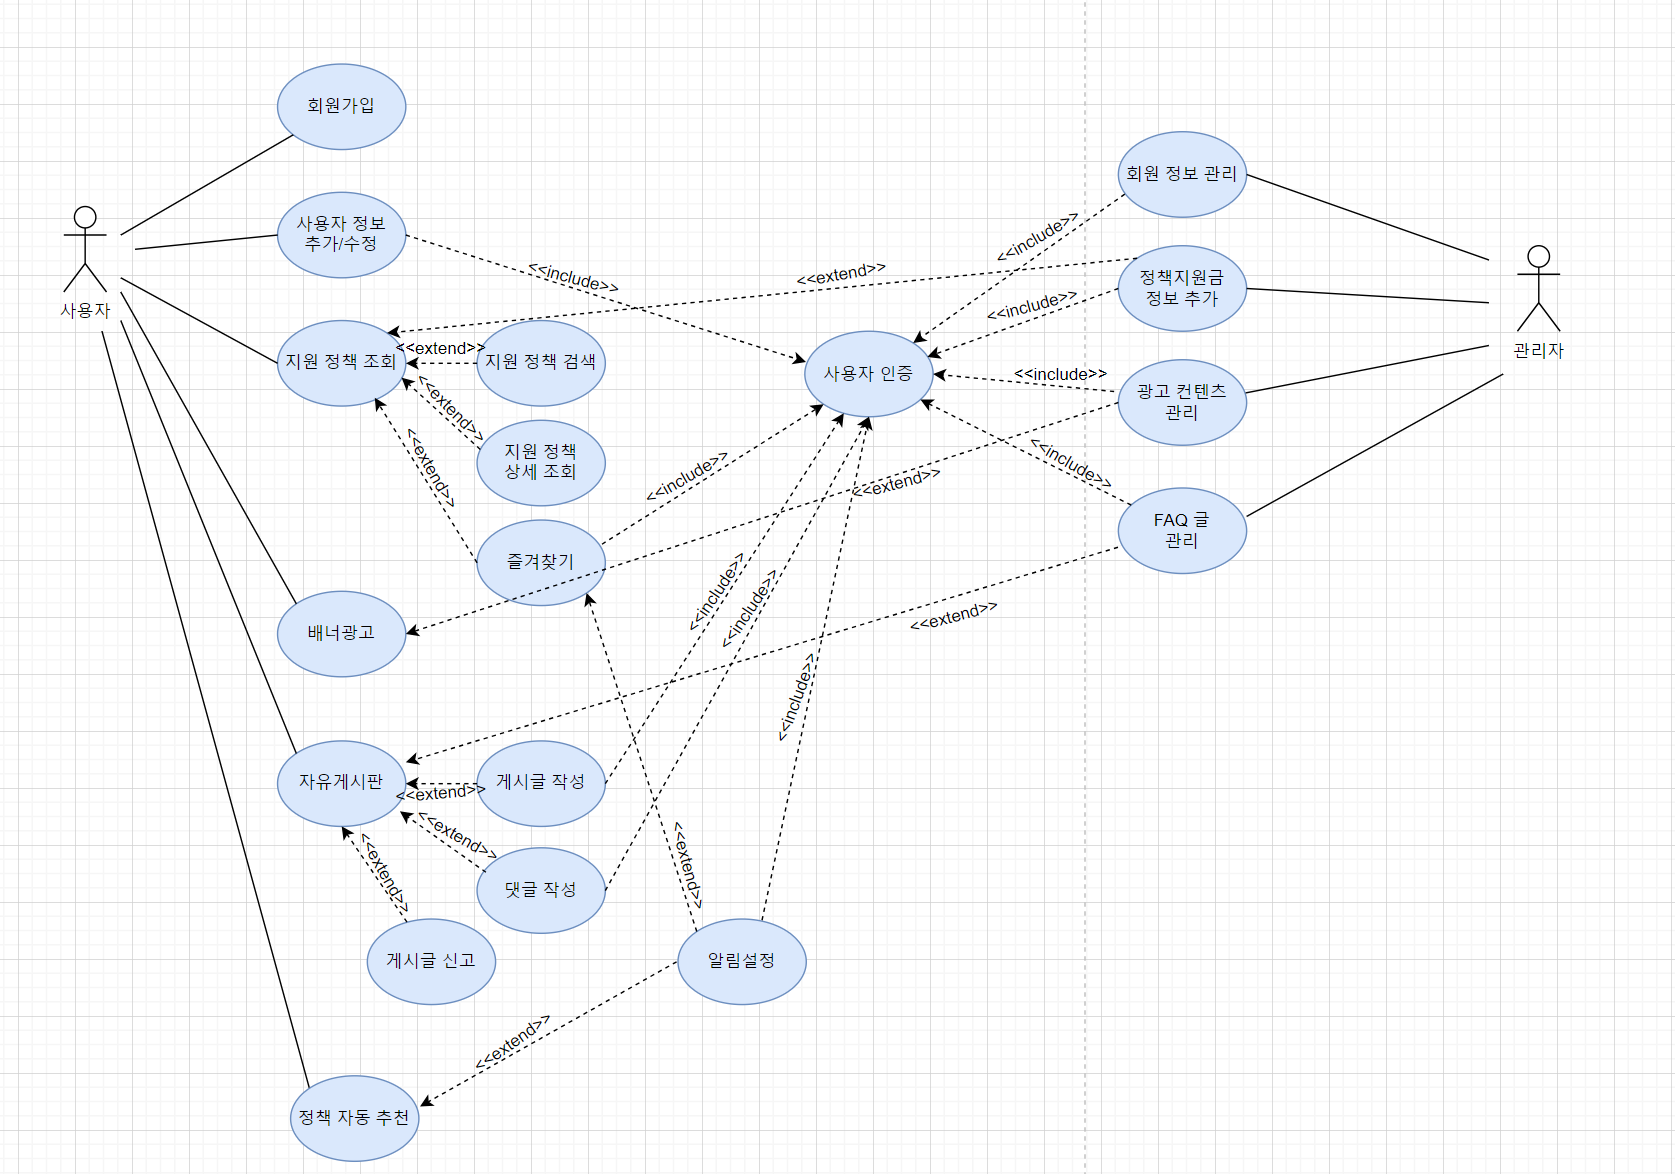 회원가입
회원 정보 관리
사용자 정보
추가/수정
<<include>>
<<include>>
<<extend>>
정책지원금
정보 추가
<<include>>
사용자
관리자
<<extend>>
지원 정책 조회
지원 정책 검색
사용자 인증
<<include>>
광고 컨텐츠
관리
<<extend>>
<<extend>>
지원 정책
상세 조회
<<include>>
<<extend>>
<<include>>
FAQ 글
관리
즐겨찾기
<<include>>
<<include>>
<<extend>>
배너광고
<<include>>
자유게시판
게시글 작성
<<extend>>
<<extend>>
<<extend>>
<<extend>>
댓글 작성
게시글 신고
알림설정
<<extend>>
정책 자동 추천